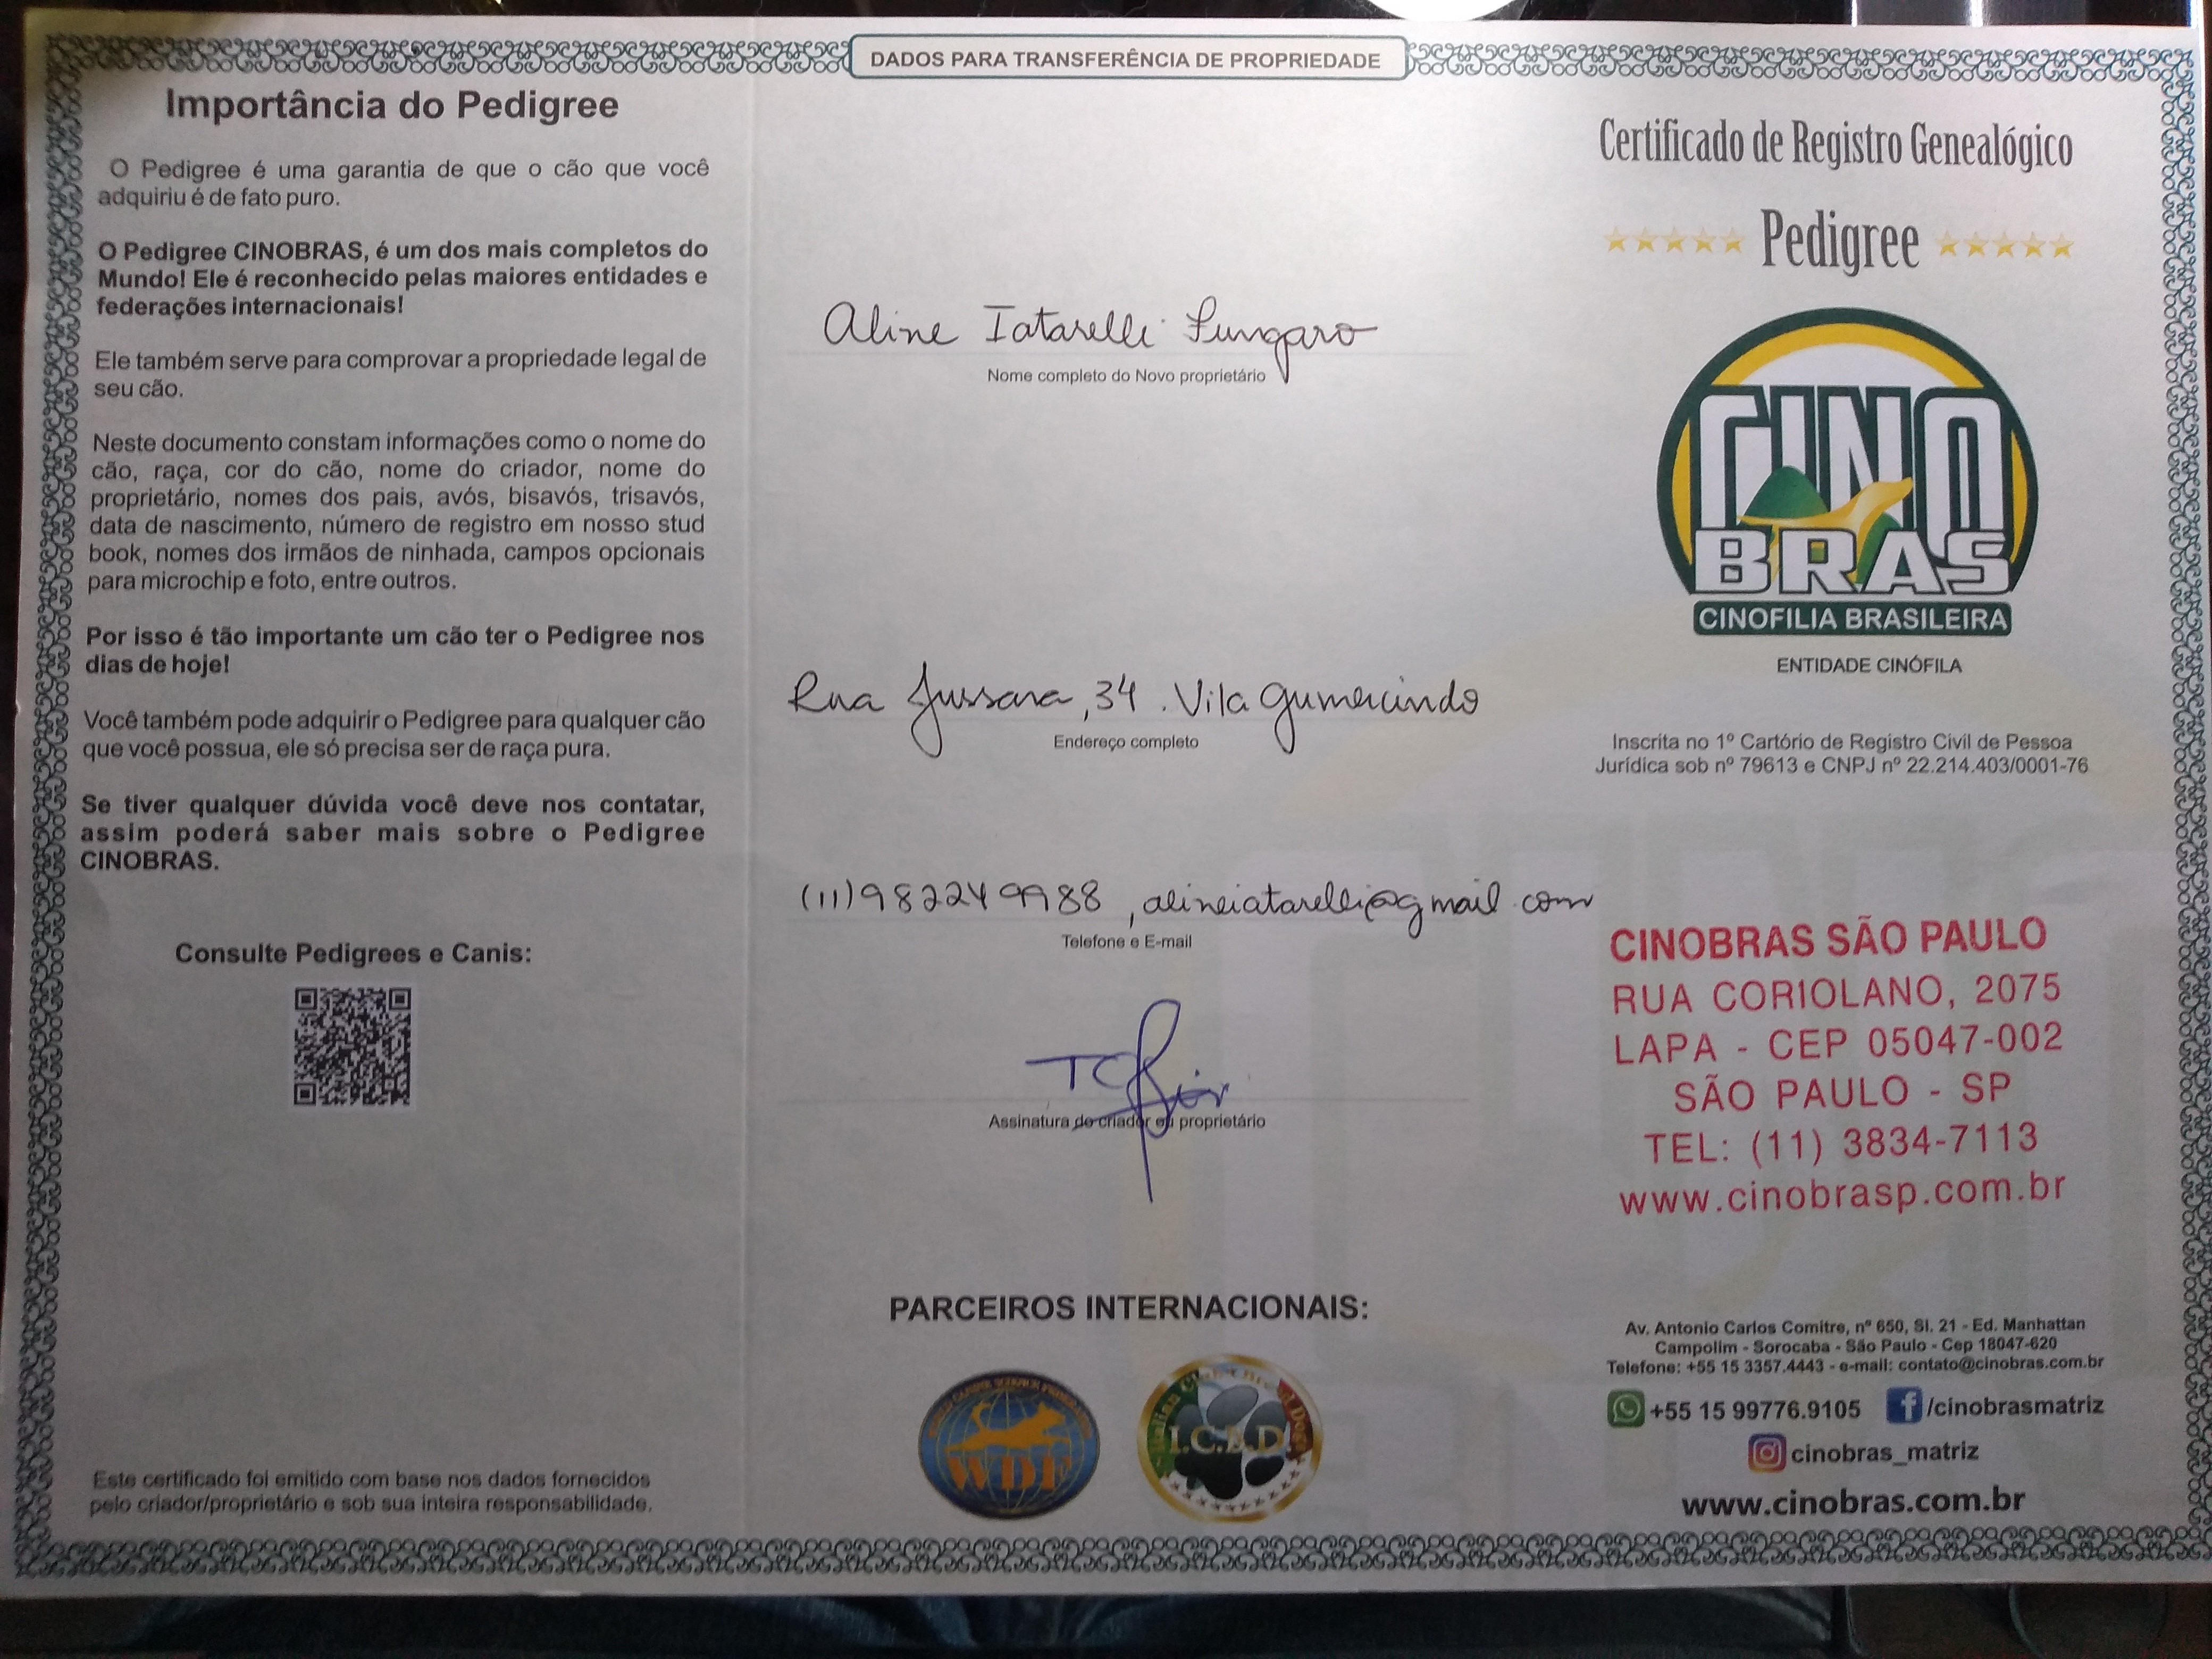 DADOS PARA TRANSFERÊNCIA DE PROPRIEDADE
Importância do Pedigree
O Pedigree é uma garantia de que o cão que você
adquiriu é de fato puro.
O Pedigree CINOBRAS, é um dos mais completos do
Mundo! Ele é reconhecido pelas maiores entidades e
federações internacionais!
Ele também serve para comprovar a propriedade legal de
seu cão.
Neste documento constam informações como o nome do
cão, raça, cor do cão, nome do criador, nome do
proprietário, nomes dos pais, avós, bisavós, trisavós,
data de nascimento, número de registro em nosso stud
book, nomes dos irmãos de ninhada, campos opcionais
para microchip e foto, entre outros.
Por isso é tão importante um cão ter o Pedigree nos
dias de hoje!
Você também pode adquirir o Pedigree para qualquer cão
que você possua, ele só precisa ser de raça pura.
Se tiver qualquer dúvida você deve nos contatar,
assim poderá saber mais sobre o Pedigree
CINOBRAS.
Consulte Pedigrees e Canis:
Este certificado foi emitido com base nos dados fornecidos
pelo criador/proprietário e sob sua inteira responsabilidade.
Aline Iatarelli Fungaro
Nome completo do Novo proprietário
Rua Jussara, 34. Vila Gumercindo
Endereço completo
(11)982249988, alineiatarelli@gmail.com
Telefone e E-mail
Assinatura do criador ou proprietário
PARCEIROS INTERNACIONAIS:
WDF
I.C.B.D.
Certificado de Registro Genealógico
Pedigree
CINO
BRAS
CINOFILIA BRASILEIRA
ENTIDADE CINÓFILA
Inscrita no 1º Cartório de Registro Civil de Pessoa
Jurídica sob nº 79613 e CNPJ nº 22.214.403/0001-76
CINOBRAS SÃO PAULO
RUA CORIOLANO, 2075
LAPA - CEP 05047-002
SÃO PAULO - SP
TEL: (11) 3834-7113
www.cinobrasp.com.br
Av. Antonio Carlos Comitre, nº 650, Sl. 21 - Ed. Manhattan
Campolim - Sorocaba - São Paulo - Cep 18047-620
Telefone: +55 15 3357.4443 - e-mail: contato@cinobras.com.br
+55 15 99776.9105 /cinobrasmatriz
cinobras_matriz
www.cinobras.com.br